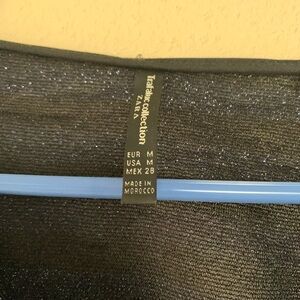 Trafaluc collection
ZARA
EUR M
USA M
MEX 28
MADE IN
MOROCCO